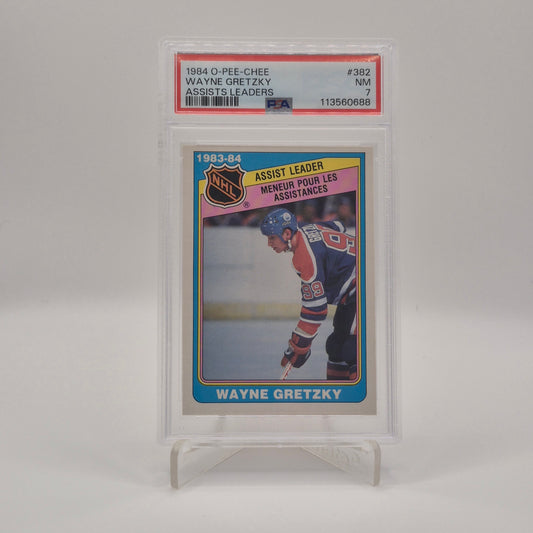 1984 O-PEE-CHEE #382
WAYNE GRETZKY NM
ASSISTS LEADERS 7
PSA 113560688
1983-84
NHL
®
ASSIST LEADER
MENEUR POUR LES
ASSISTANCES
99
WAYNE GRETZKY